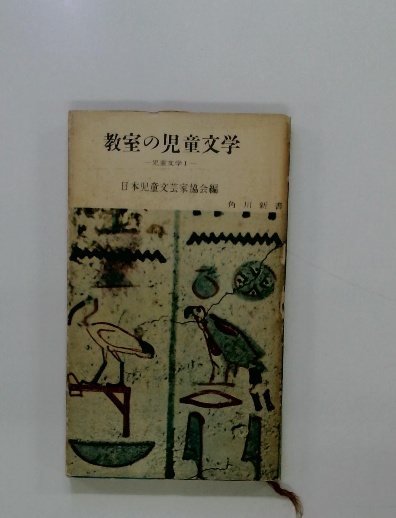 教室の児童文学
—児童文学1—
日本児童文芸家協会編
角川新書